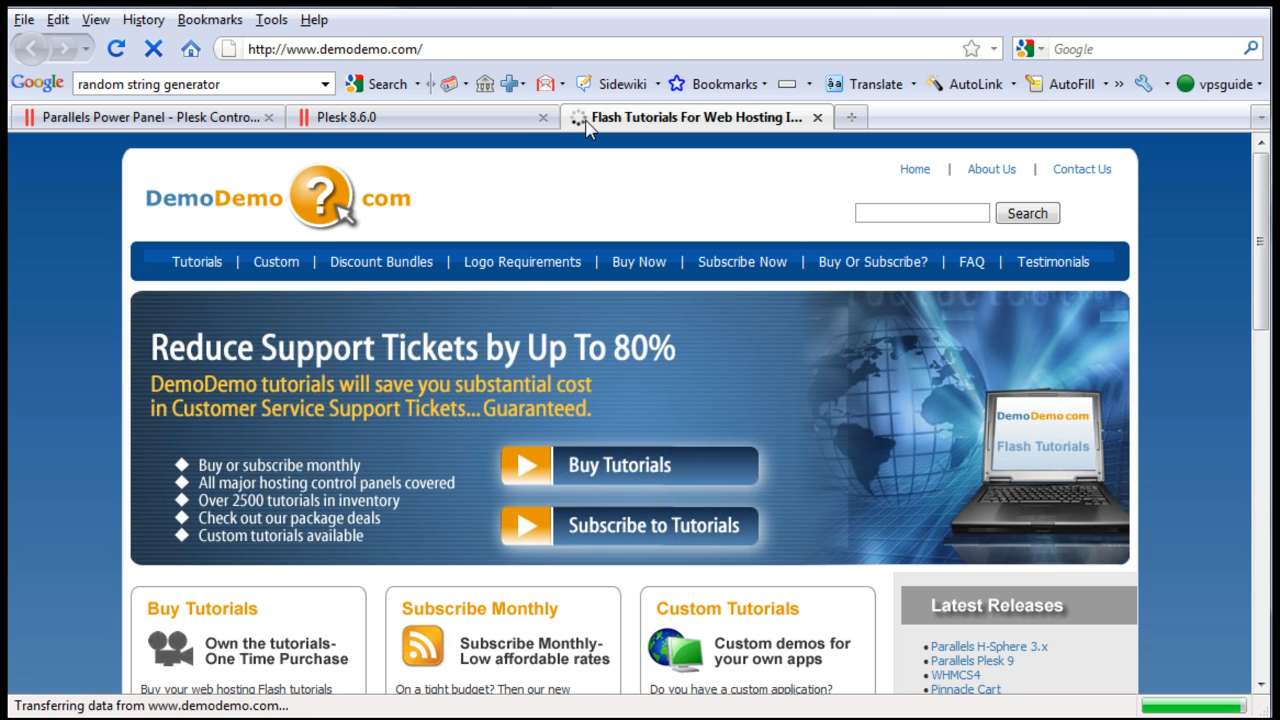 File Edit View History Bookmarks Tools Help
http://www.demodemo.com/
Google
Google random string generator Search Sidewiki Bookmarks Translate AutoLink AutoFill » vpsguide
Parallels Power Panel - Plesk Contro... Plesk 8.6.0 Flash Tutorials For Web Hosting I...
Home | About Us | Contact Us
DemoDemo ? com
Search
Tutorials | Custom | Discount Bundles | Logo Requirements | Buy Now | Subscribe Now | Buy Or Subscribe? | FAQ | Testimonials
Reduce Support Tickets by Up To 80%
DemoDemo tutorials will save you substantial cost
in Customer Service Support Tickets...Guaranteed.
Buy or subscribe monthly
All major hosting control panels covered
Over 2500 tutorials in inventory
Check out our package deals
Custom tutorials available
Buy Tutorials
Subscribe to Tutorials
DemoDemo.com
Flash Tutorials
Buy Tutorials
Own the tutorials-
One Time Purchase
Buy your web hosting Flash tutorials
Subscribe Monthly
Subscribe Monthly-
Low affordable rates
On a tight budget? Then our new
Custom Tutorials
Custom demos for
your own apps
Do you have a custom application?
Latest Releases
Parallels H-Sphere 3.x
Parallels Plesk 9
WHMCS4
Pinnacle Cart
Transferring data from www.demodemo.com...